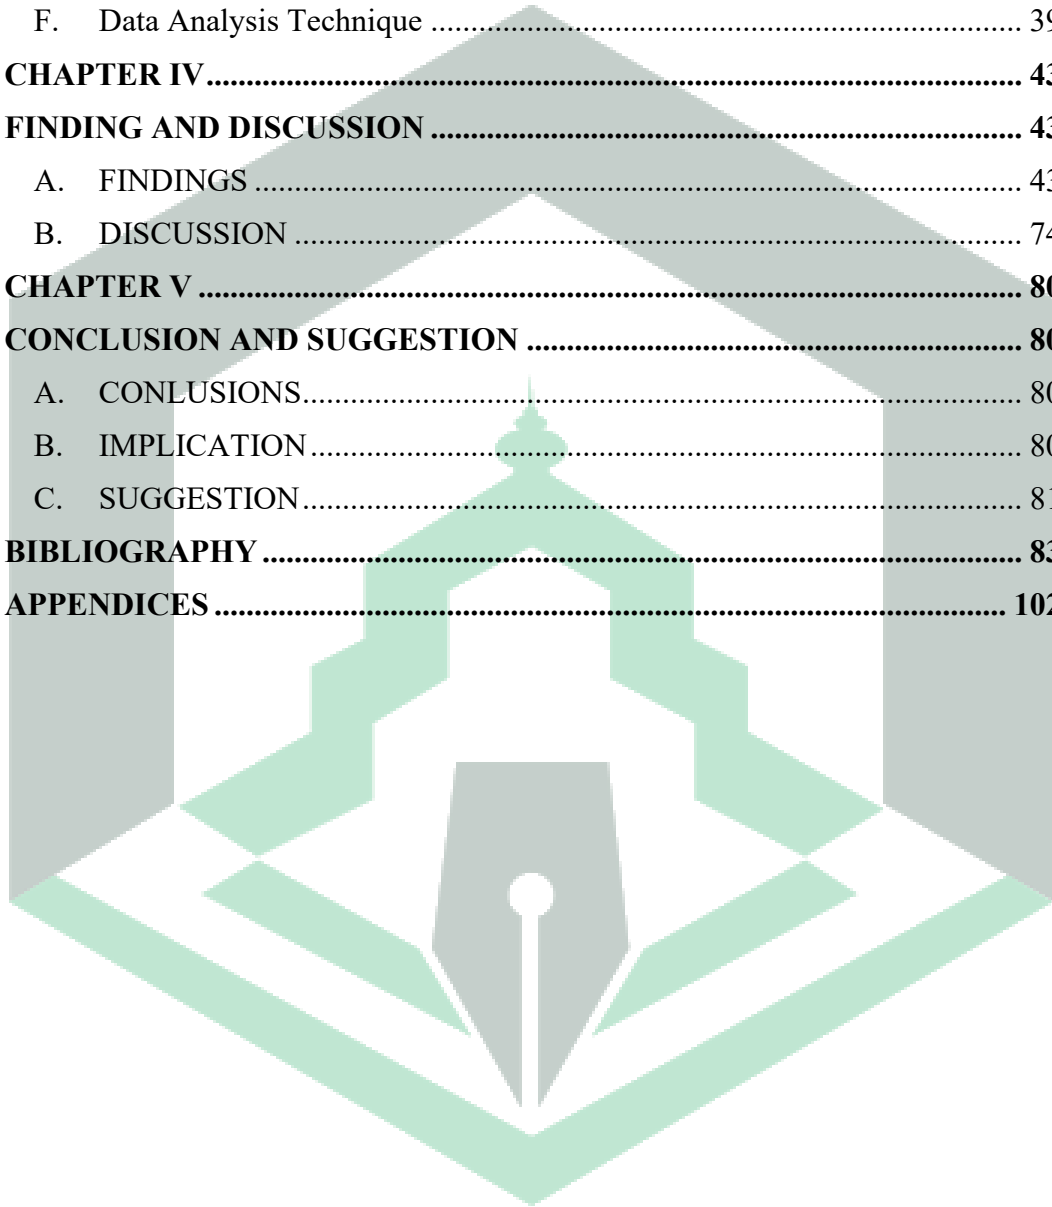 F. Data Analysis Technique ........................................................................... 39
CHAPTER IV..................................................................................................... 43
FINDING AND DISCUSSION ......................................................................... 43
A. FINDINGS ................................................................................................ 43
B. DISCUSSION ........................................................................................... 74
CHAPTER V ...................................................................................................... 80
CONCLUSION AND SUGGESTION .............................................................. 80
A. CONLUSIONS.......................................................................................... 80
B. IMPLICATION......................................................................................... 80
C. SUGGESTION.......................................................................................... 81
BIBLIOGRAPHY .............................................................................................. 83
APPENDICES .................................................................................................. 102